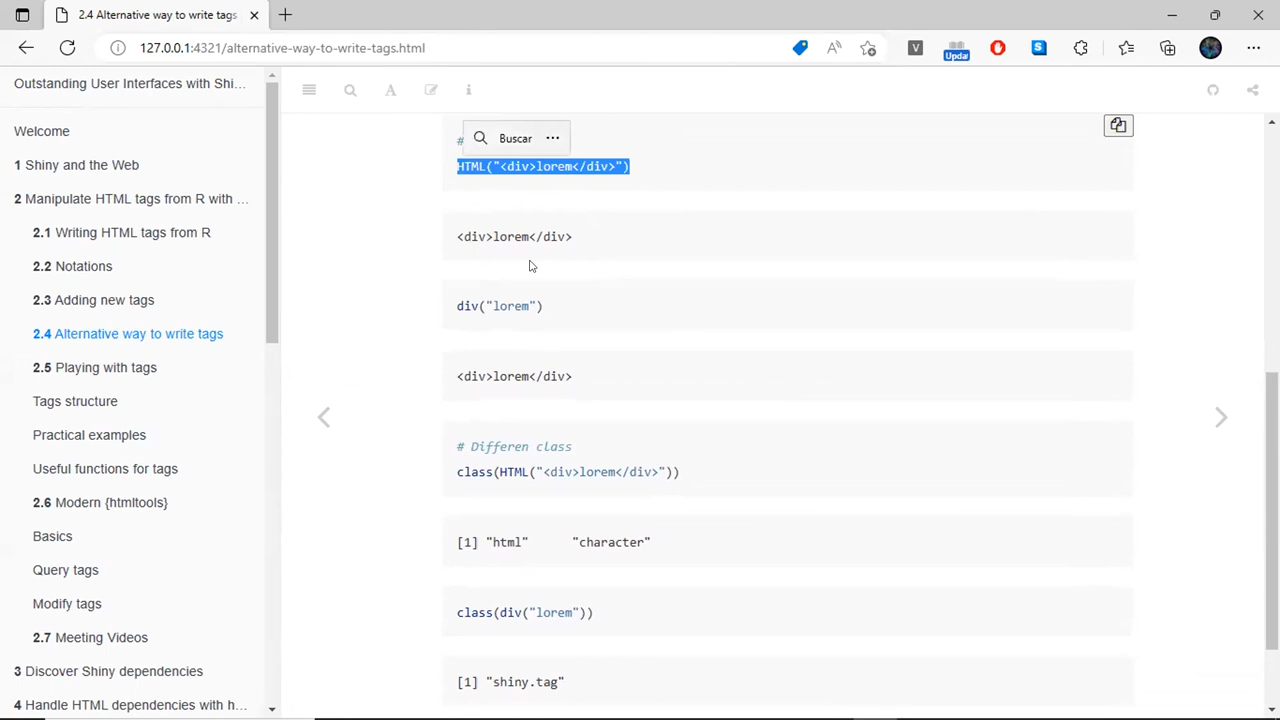 2.4 Alternative way to write tags
127.0.0.1:4321/alternative-way-to-write-tags.html
V
Updat
S
Outstanding User Interfaces with Shi...
Welcome
1 Shiny and the Web
2 Manipulate HTML tags from R with ...
2.1 Writing HTML tags from R
2.2 Notations
2.3 Adding new tags
2.4 Alternative way to write tags
2.5 Playing with tags
Tags structure
Practical examples
Useful functions for tags
2.6 Modern {htmltools}
Basics
Query tags
Modify tags
2.7 Meeting Videos
3 Discover Shiny dependencies
4 Handle HTML dependencies with h...
A
i
#
Buscar
HTML("<div>lorem</div>")
<div>lorem</div>
div("lorem")
<div>lorem</div>
# Differen class
class(HTML("<div>lorem</div>"))
[1] "html" "character"
class(div("lorem"))
[1] "shiny.tag"